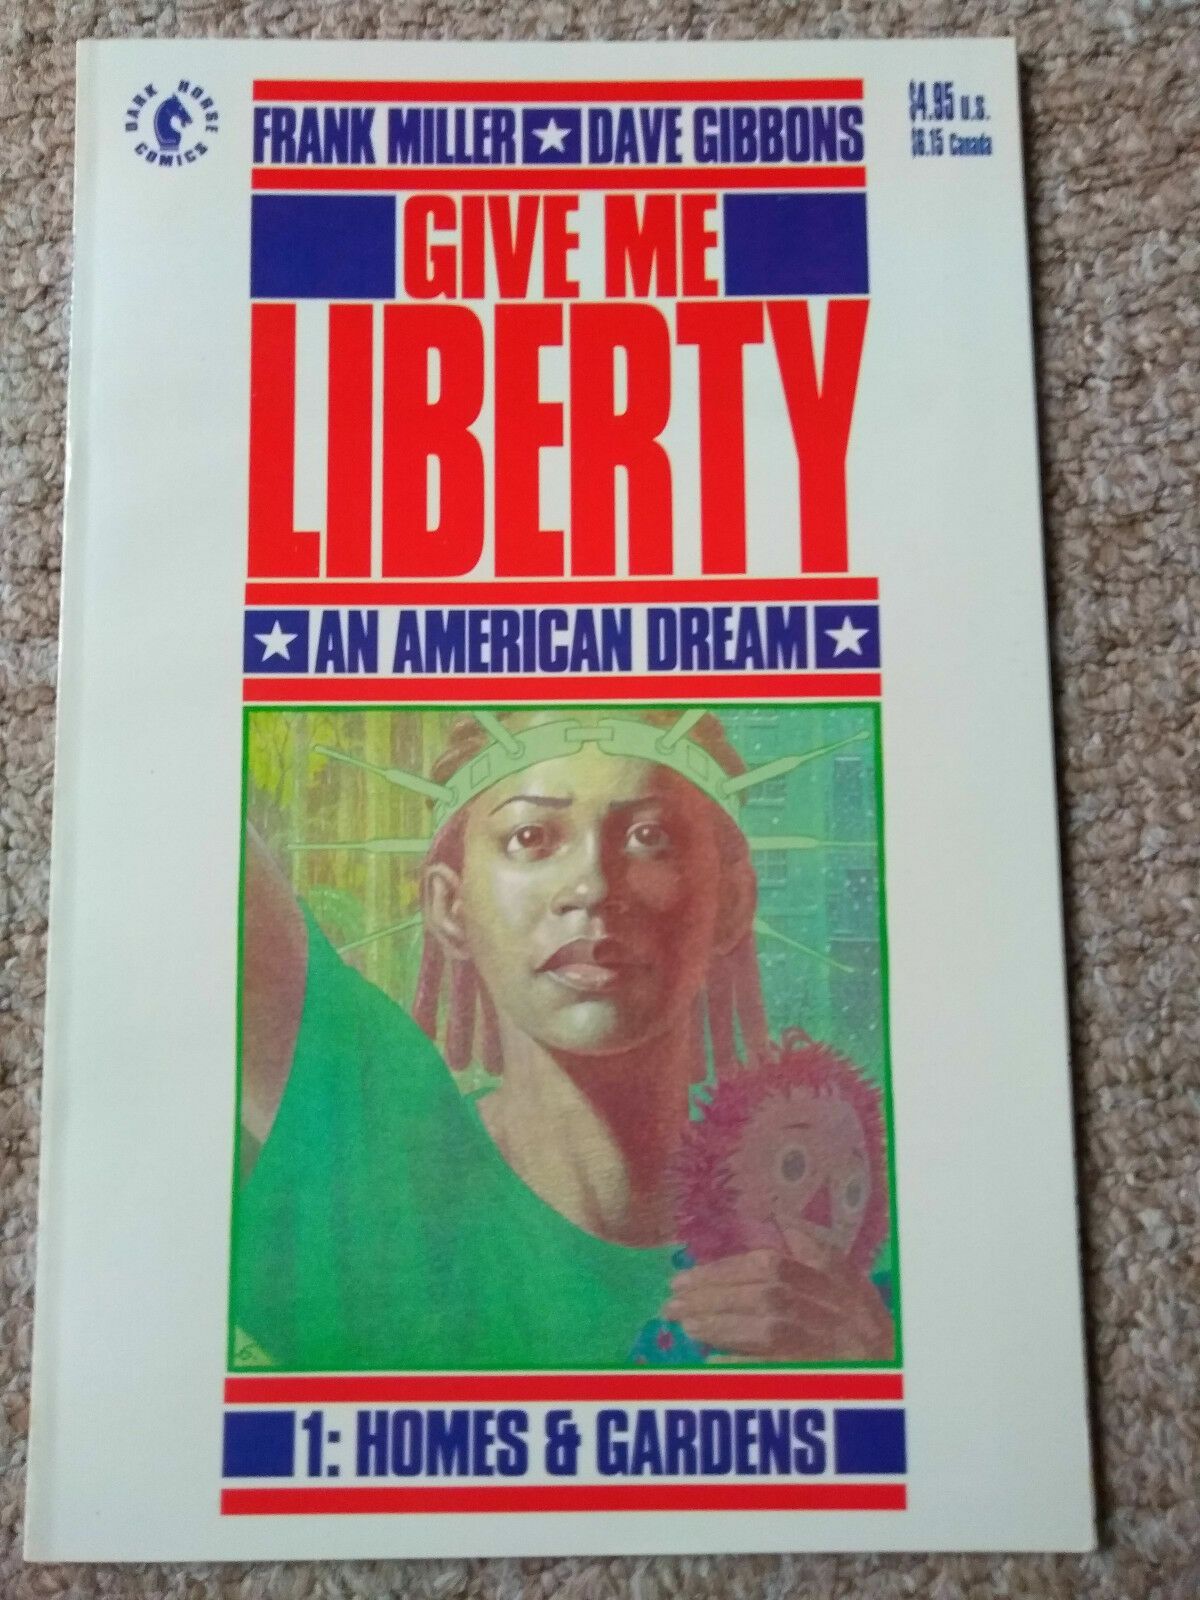 DARK HORSE COMICS
$4.95 U.S.
$6.15 Canada
FRANK MILLER DAVE GIBBONS
GIVE ME
LIBERTY
AN AMERICAN DREAM
1: HOMES & GARDENS